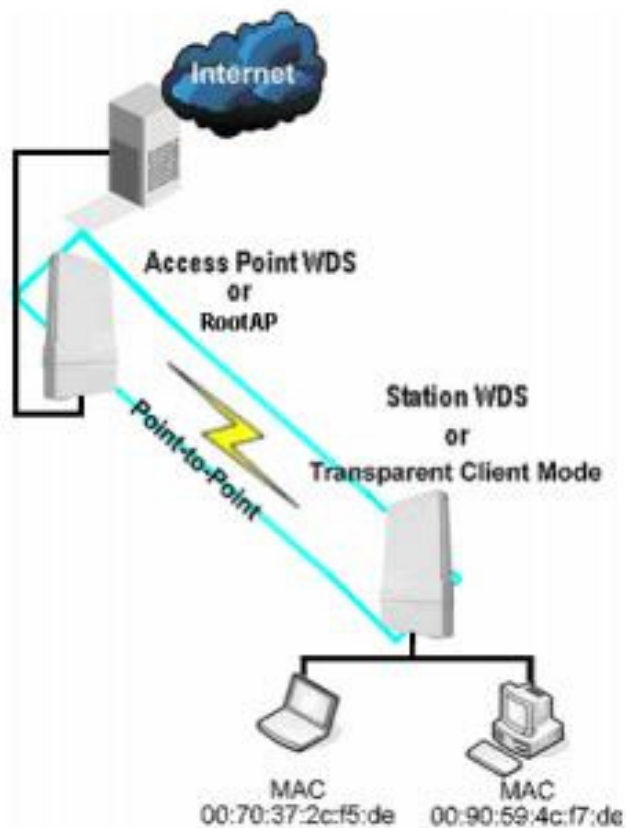 Internet
Access Point WDS
or
RootAP
Point-to-Point
Station WDS
or
Transparent Client Mode
MAC
00:70:37:2c:f5:de
MAC
00:90:59:4c:f7:de